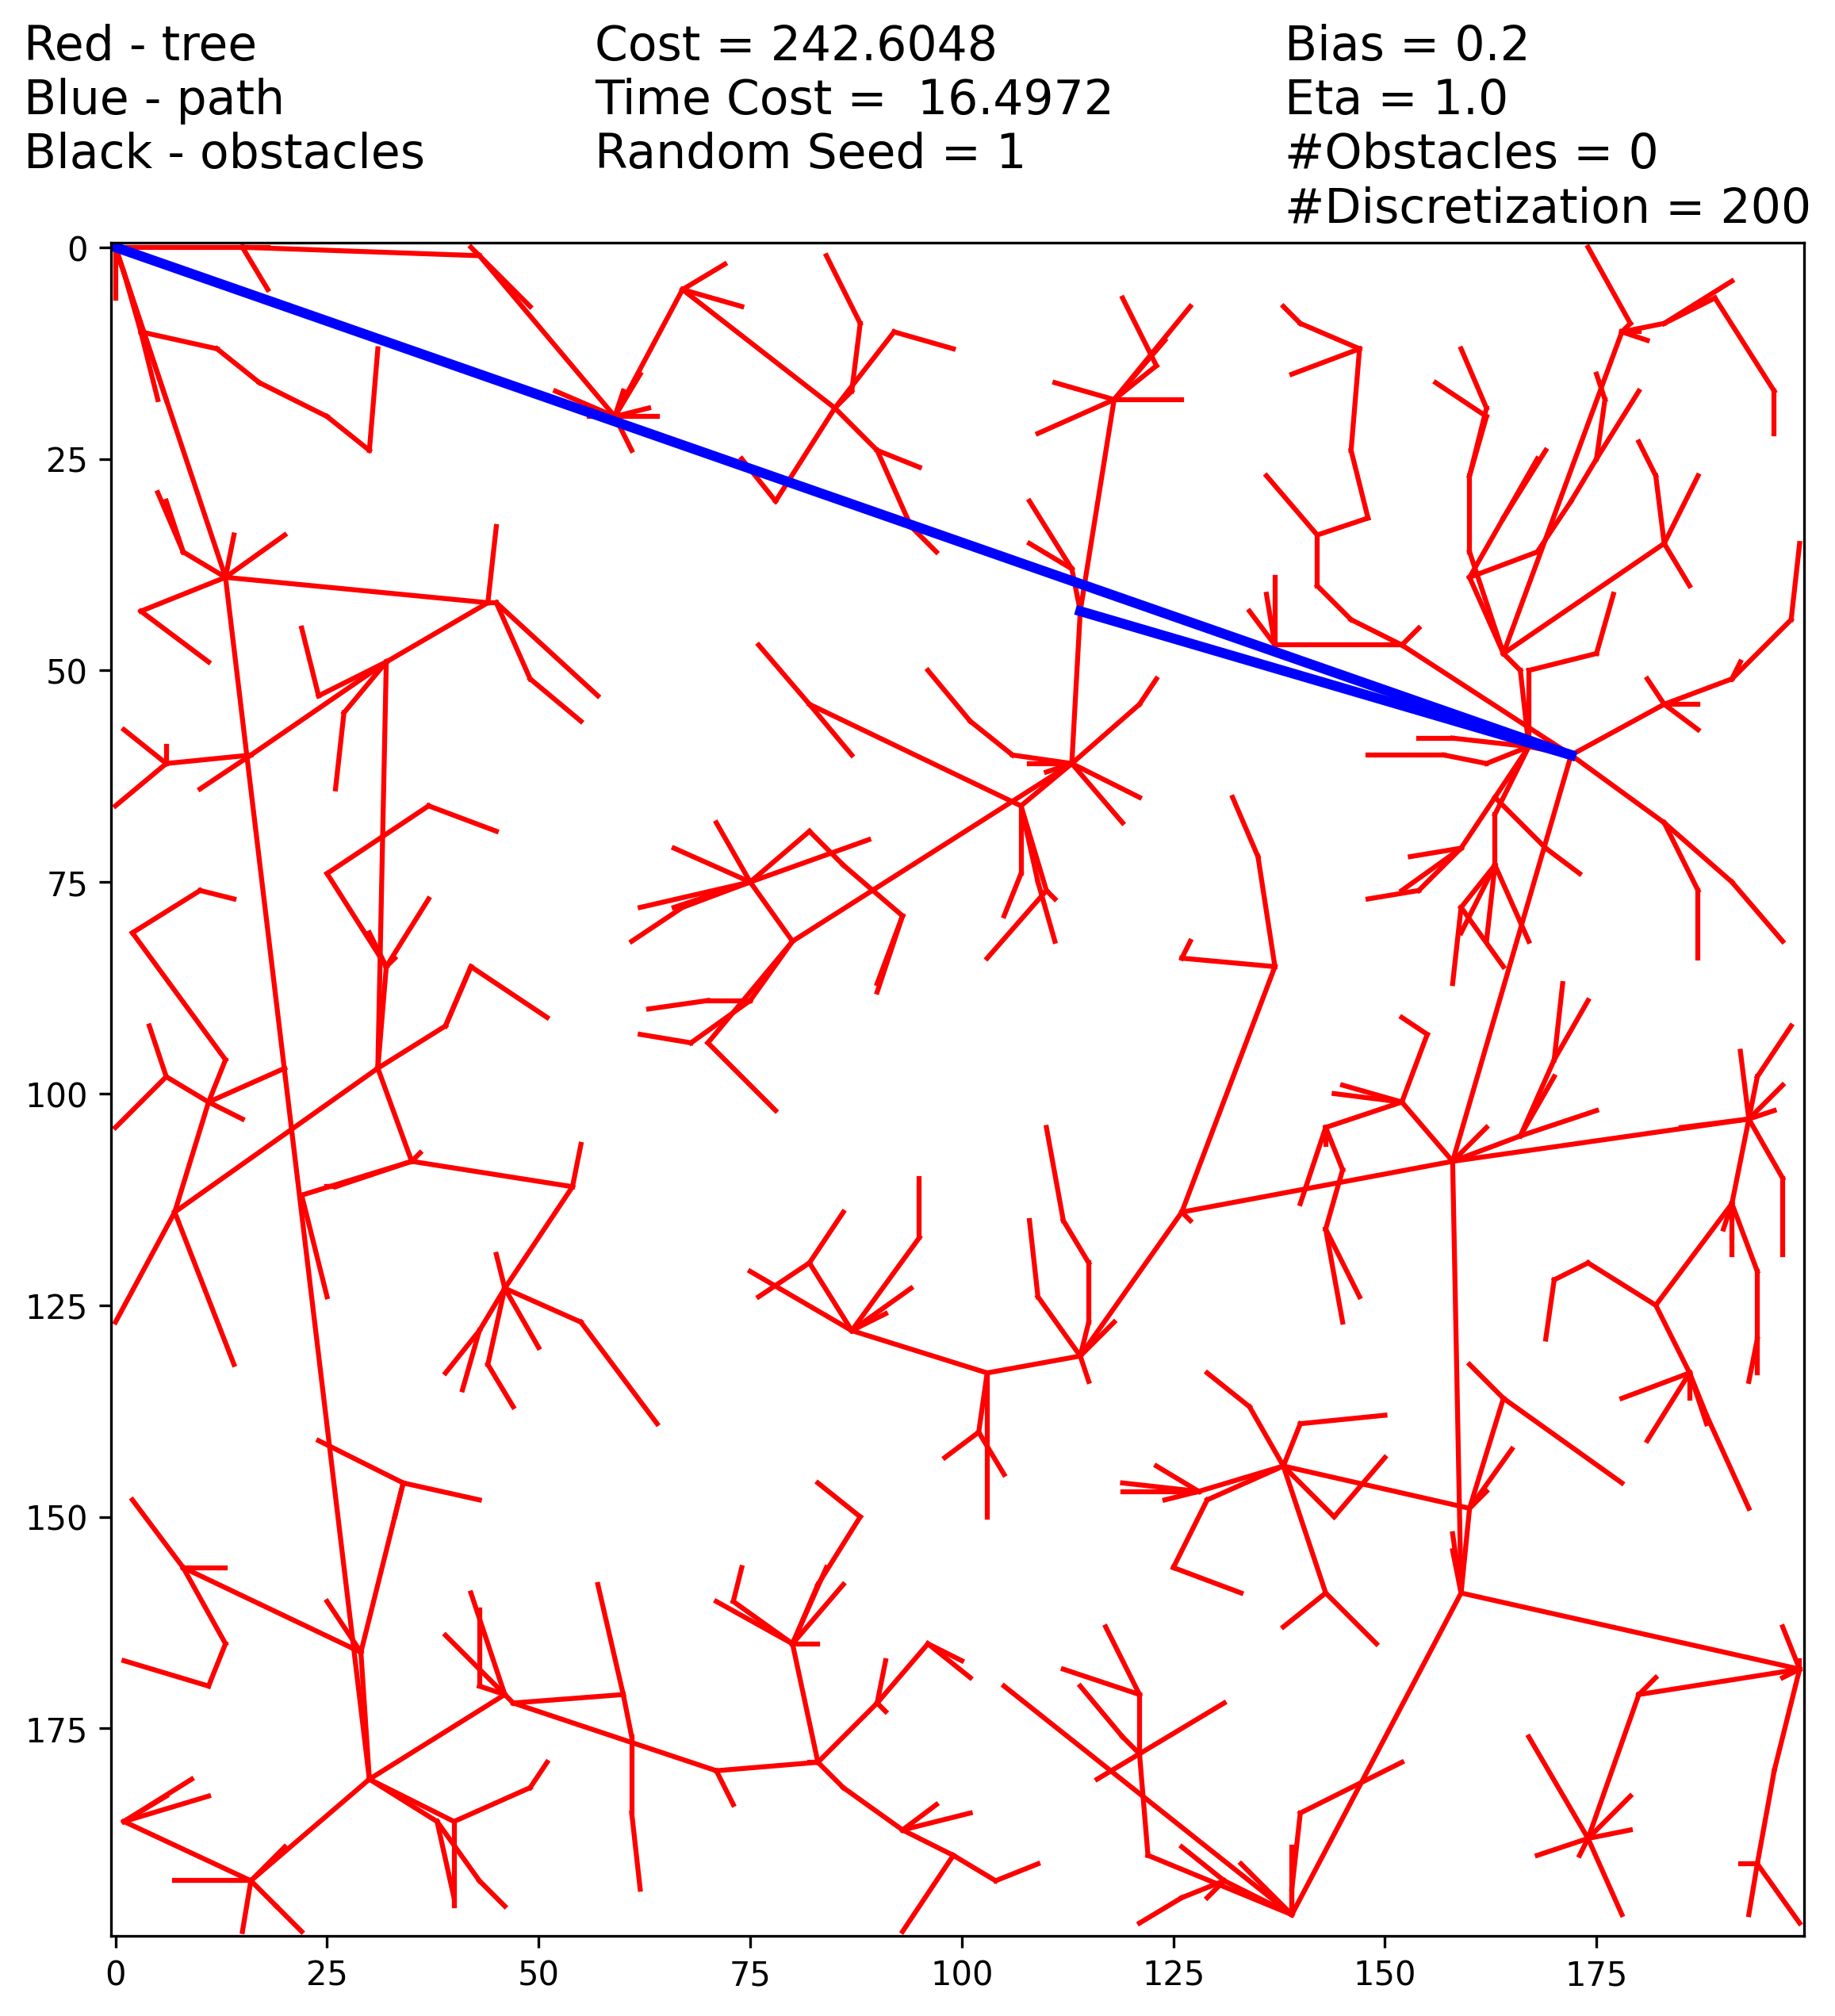 Red - tree
Blue - path
Black - obstacles
Cost = 242.6048
Time Cost =  16.4972
Random Seed = 1
Bias = 0.2
Eta = 1.0
#Obstacles = 0
#Discretization = 200
0
25
50
75
100
125
150
175
0
25
50
75
100
125
150
175